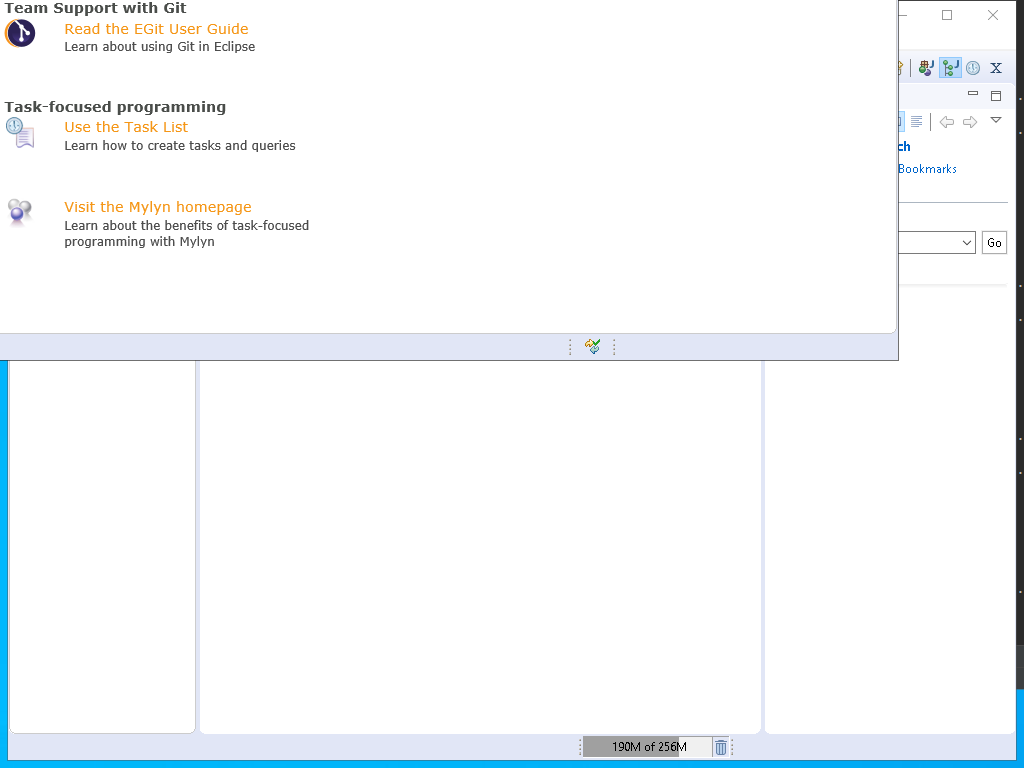 Team Support with Git
Read the EGit User Guide
Learn about using Git in Eclipse
Task-focused programming
Use the Task List
Learn how to create tasks and queries
Visit the Mylyn homepage
Learn about the benefits of task-focused
programming with Mylyn
ch
Bookmarks
Go
190M of 256M